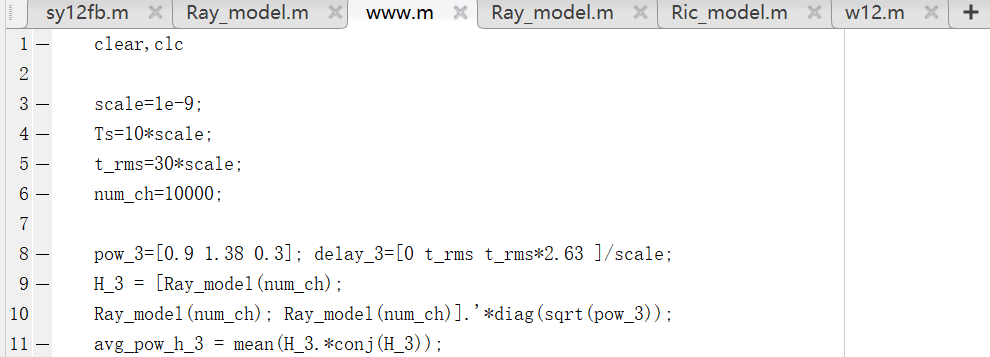 sy12fb.m × Ray_model.m × www.m × Ray_model.m × Ric_model.m × w12.m × +
1 — clear,clc
2
3 — scale=1e-9;
4 — Ts=10*scale;
5 — t_rms=30*scale;
6 — num_ch=10000;
7
8 — pow_3=[0.9 1.38 0.3]; delay_3=[0 t_rms t_rms*2.63 ]/scale;
9 — H_3 = [Ray_model(num_ch);
10 Ray_model(num_ch); Ray_model(num_ch)].'*diag(sqrt(pow_3));
11 — avg_pow_h_3 = mean(H_3.*conj(H_3));